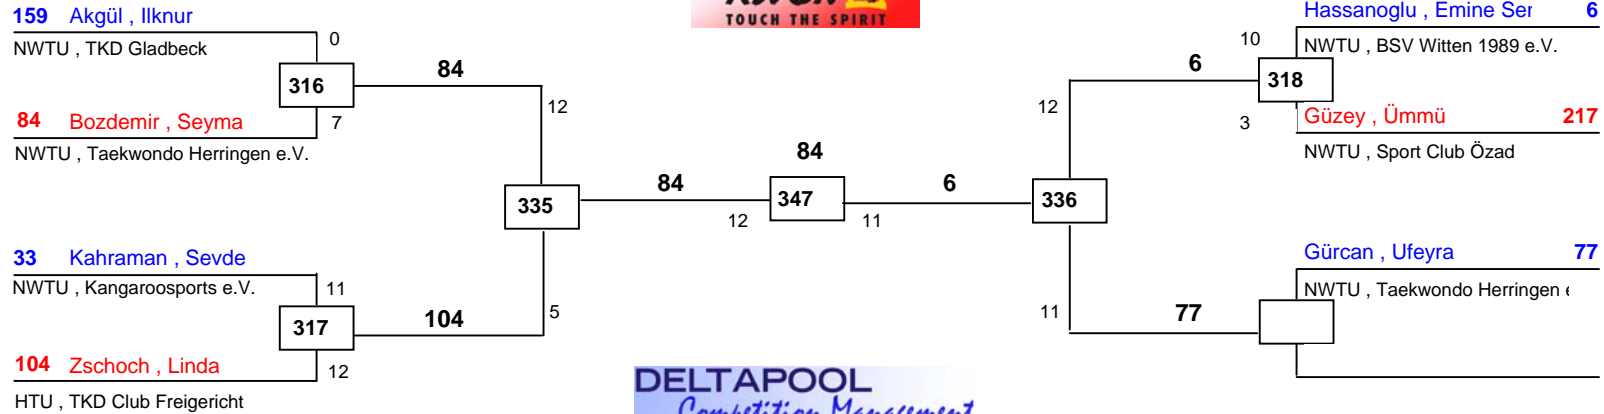 159 Akgül , Ilknur
NWTU , TKD Gladbeck
0
316
84
84 Bozdemir , Seyma
7
NWTU , Taekwondo Herringen e.V.
12
335
84
33 Kahraman , Sevde
NWTU , Kangaroosports e.V.
11
317
104
5
104 Zschoch , Linda
12
HTU , TKD Club Freigericht
TOUCH THE SPIRIT
84
347
12
11
6
336
12
11
6
Hassanoglu , Emine Ser 6
10
NWTU , BSV Witten 1989 e.V.
318
3
Güzey , Ümmü 217
NWTU , Sport Club Özad
Gürcan , Ufeyra 77
NWTU , Taekwondo Herringen
77
DELTAPOOL
Competition Management